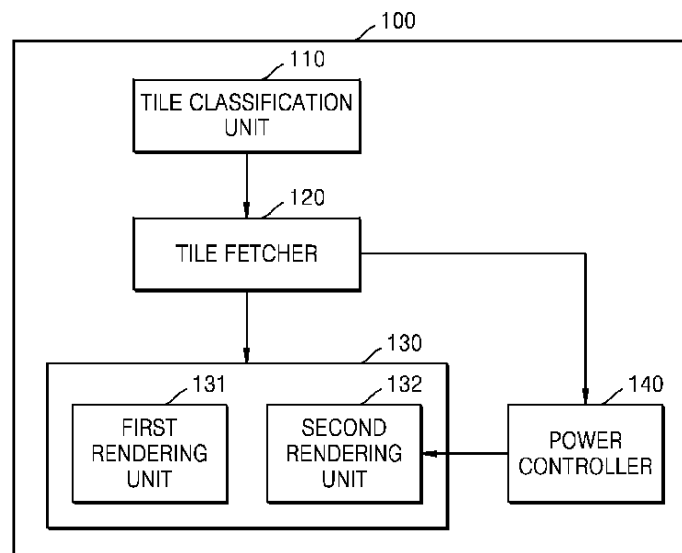 100
110
TILE CLASSIFICATION
UNIT
120
TILE FETCHER
130
131
132
140
FIRST
RENDERING
UNIT
SECOND
RENDERING
UNIT
POWER
CONTROLLER